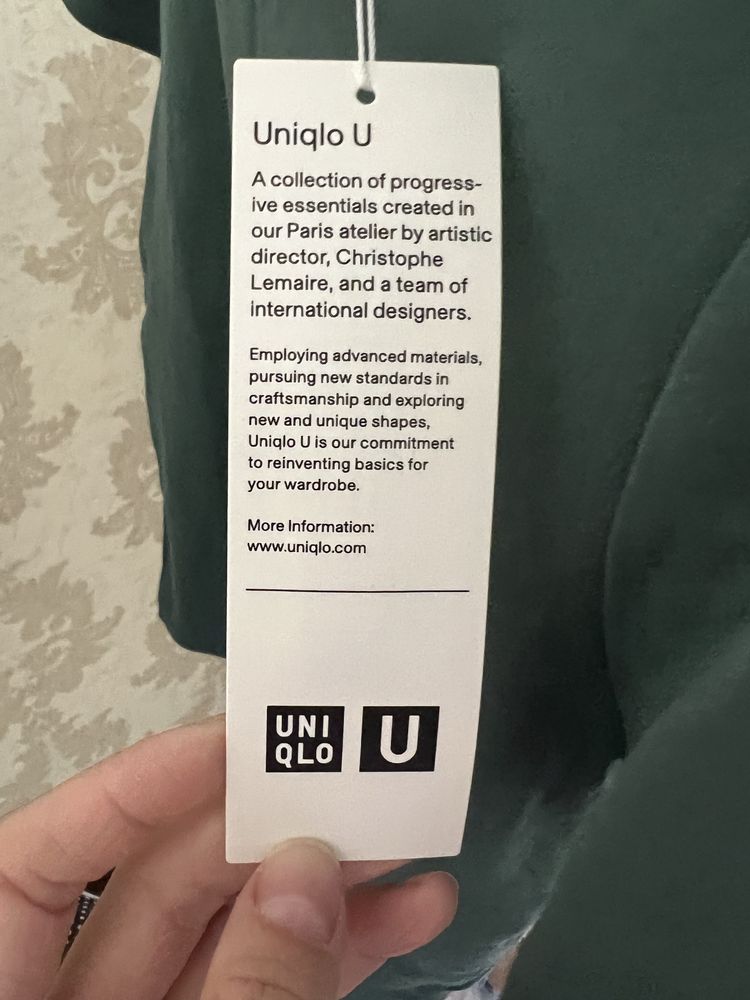 Uniqlo U
A collection of progress-
ive essentials created in
our Paris atelier by artistic
director, Christophe
Lemaire, and a team of
international designers.
Employing advanced materials,
pursuing new standards in
craftsmanship and exploring
new and unique shapes,
Uniqlo U is our commitment
to reinventing basics for
your wardrobe.
More Information:
www.uniqlo.com
UNI
QLO
U